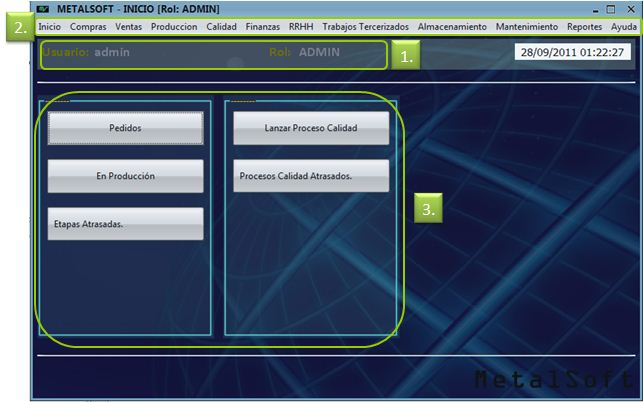 METALSOFT - INICIO [Rol: ADMIN]
2.
Inicio Compras Ventas Produccion Calidad Finanzas RRHH Trabajos Tercerizados Almacenamiento Mantenimiento Reportes Ayuda
Usuario: admin Rol: ADMIN
1.
28/09/2011 01:22:27
Pedidos
Lanzar Proceso Calidad
En Producción
Procesos Calidad Atrasados.
Etapas Atrasadas.
3.
MetalSoft